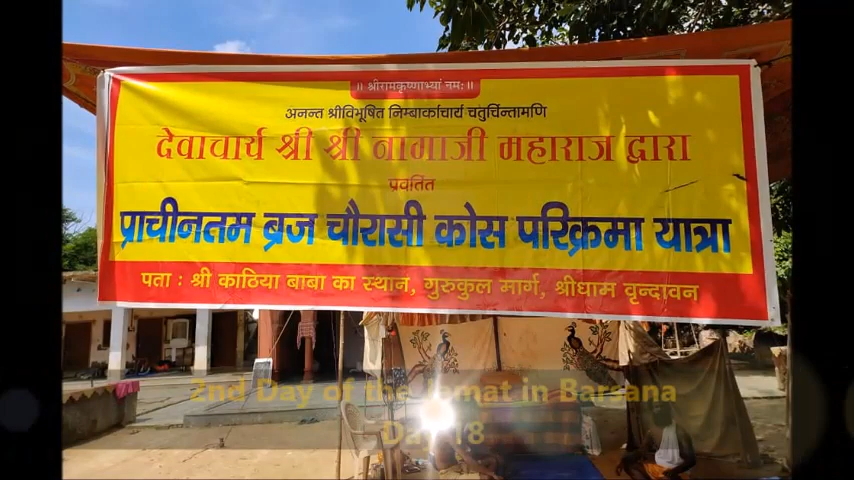 ॥ श्रीरामकृष्णाभ्यां नमः ॥
अनन्त श्रीविभूषित निम्बार्काचार्य चतुर्चिन्तामणि
देवाचार्य श्री श्री नागाजी महाराज द्वारा
प्रवर्तित
प्राचीनतम ब्रज चौरासी कोस परिक्रमा यात्रा
पता : श्री काठिया बाबा का स्थान, गुरुकुल मार्ग, श्रीधाम वृन्दावन
2nd Day of the Jamat in Barsana
Day 18